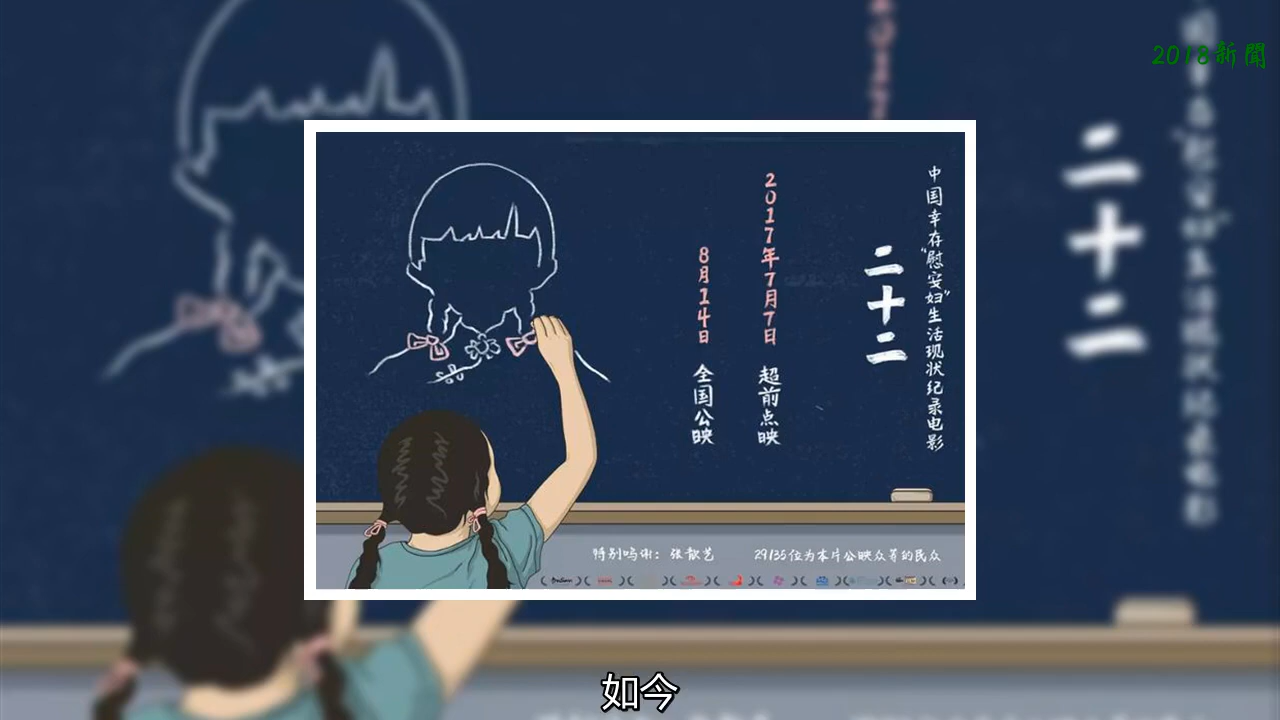 2018新聞
中国幸存“慰安妇”生活现状纪录电影
二十二
2017年7月7日 超前点映
8月14日 全国公映
特别鸣谢：张歆艺 29135位为本片公映众筹的民众
二十二
如今